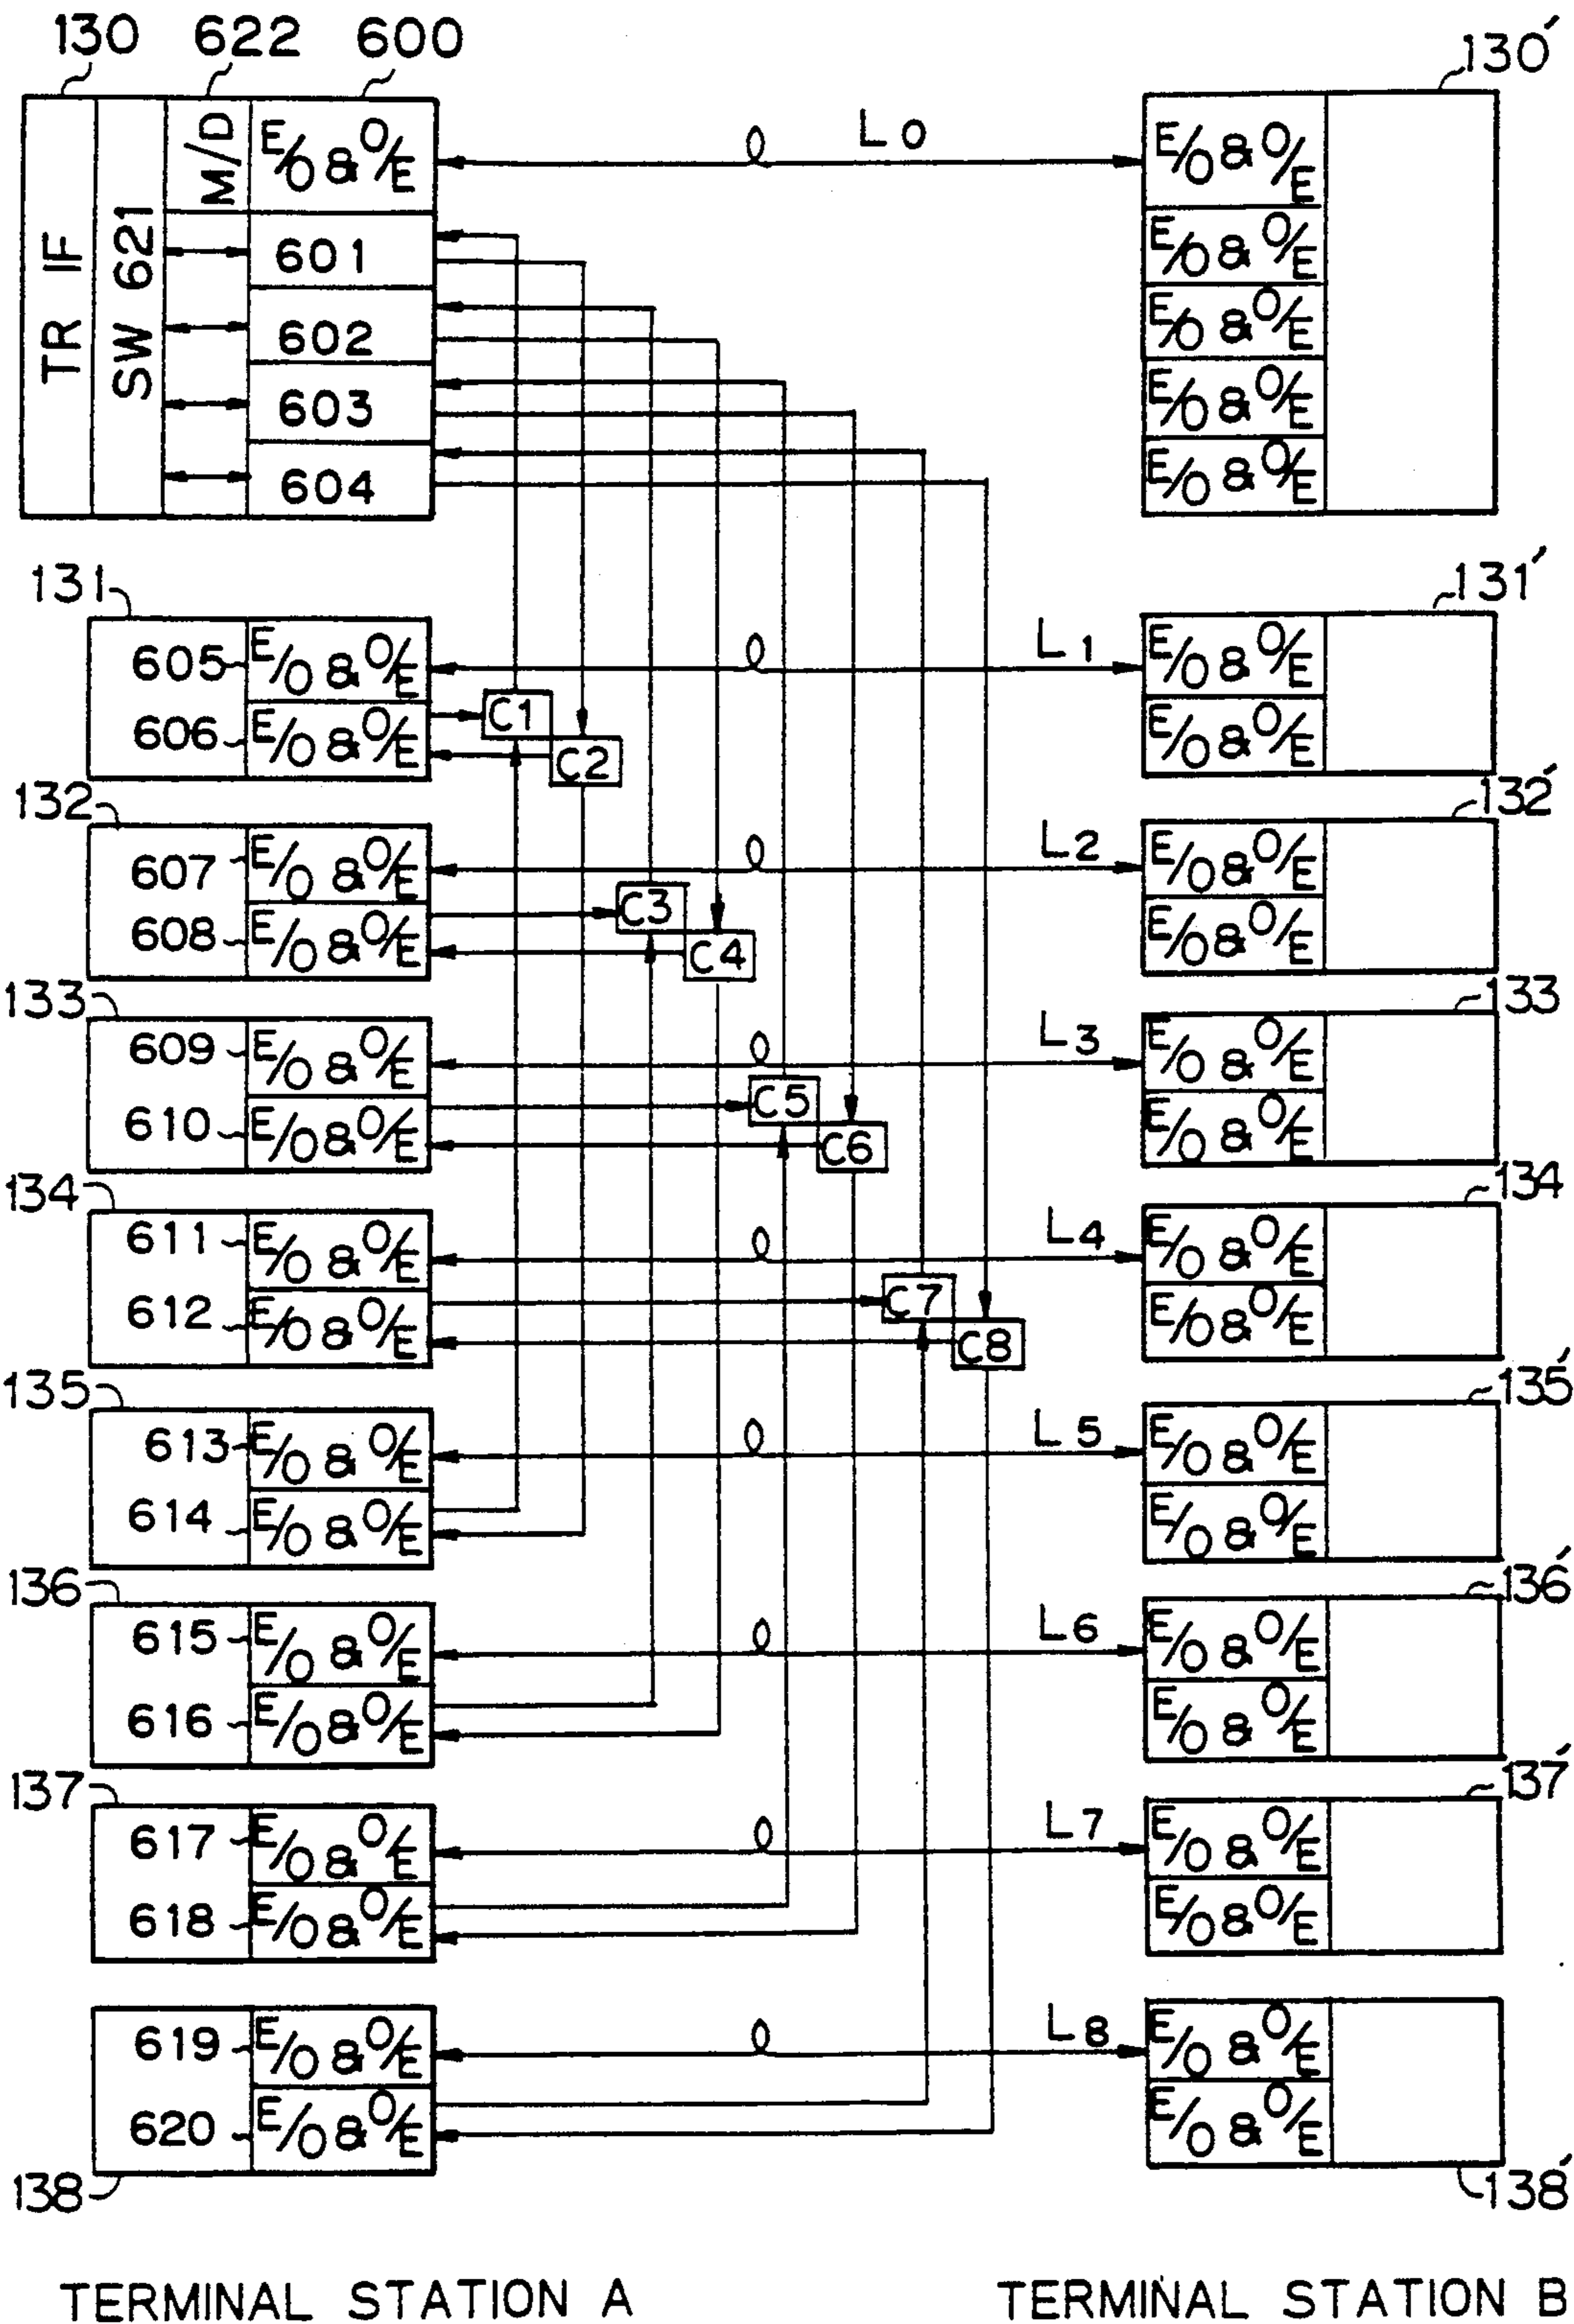 130 622 600 130′
TR IF
SW 621
M/D
E/O & O/E L0 E/O & O/E
601 E/O & O/E
602 E/O & O/E
603 E/O & O/E
604 E/O & O/E
131 131′
605 E/O & O/E L1 E/O & O/E
606 E/O & O/E C1 E/O & O/E
C2
132 132′
607 E/O & O/E L2 E/O & O/E
608 E/O & O/E C3 E/O & O/E
C4
133 133
609 E/O & O/E L3 E/O & O/E
610 E/O & O/E C5 E/O & O/E
C6
134 134
611 E/O & O/E L4 E/O & O/E
612 E/O & O/E C7 E/O & O/E
C8
135 135′
613 E/O & O/E L5 E/O & O/E
614 E/O & O/E E/O & O/E
136 136′
615 E/O & O/E L6 E/O & O/E
616 E/O & O/E E/O & O/E
137 137′
617 E/O & O/E L7 E/O & O/E
618 E/O & O/E E/O & O/E
619 E/O & O/E L8 E/O & O/E
620 E/O & O/E E/O & O/E
138 138′
TERMINAL STATION A TERMINAL STATION B